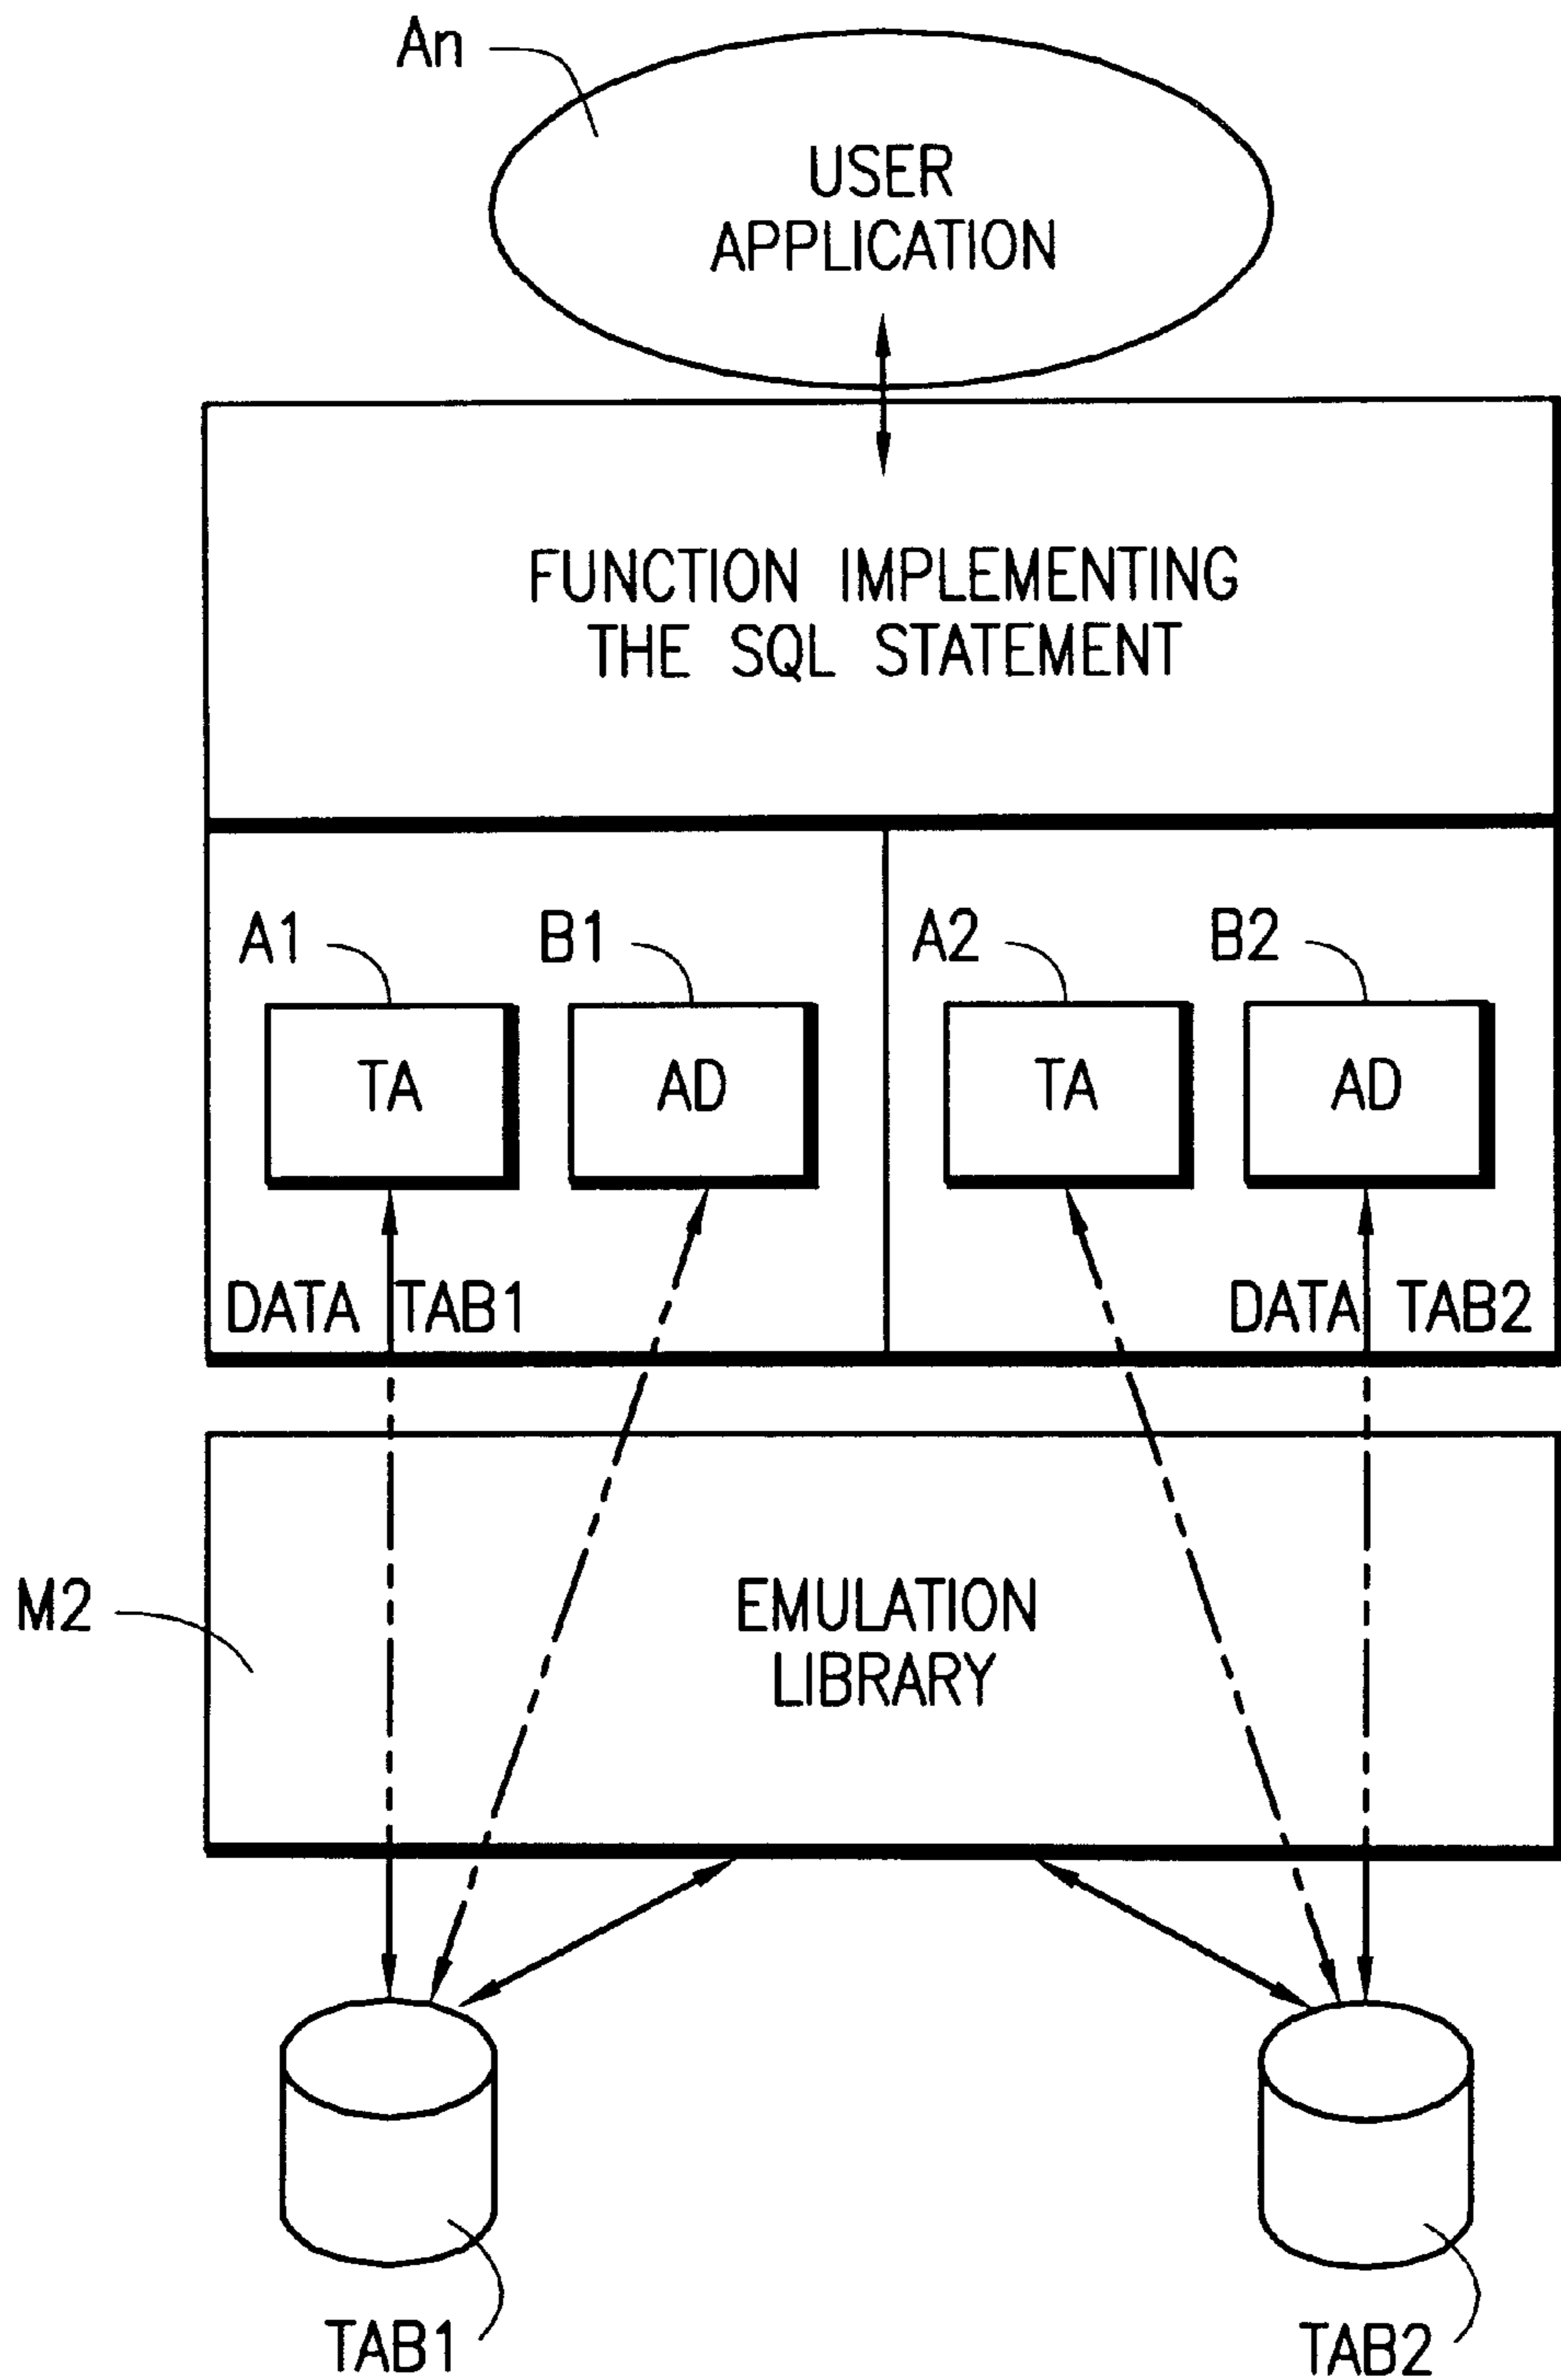 An
USER
APPLICATION
FUNCTION IMPLEMENTING
THE SQL STATEMENT
A1
B1
A2
B2
TA
AD
TA
AD
DATA TAB1
DATA TAB2
M2
EMULATION
LIBRARY
TAB1
TAB2